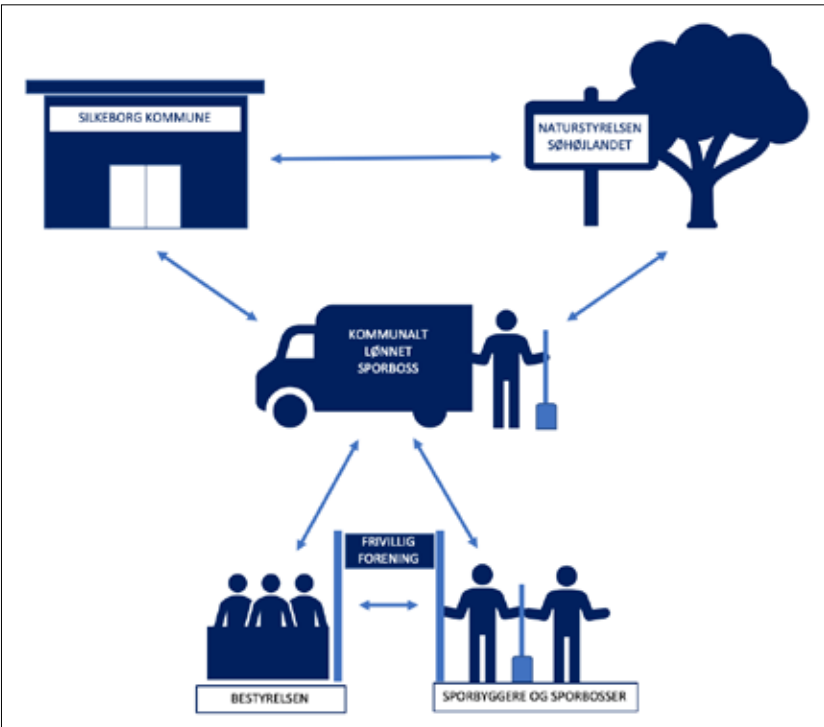 SILKEBORG KOMMUNE
NATURSTYRELSEN
SØHØJLANDET
KOMMUNALT
LØNNET
SPORBOSS
FRIVILLIG
FORENING
BESTYRELSEN
SPORBYGGERE OG SPORBOSSER